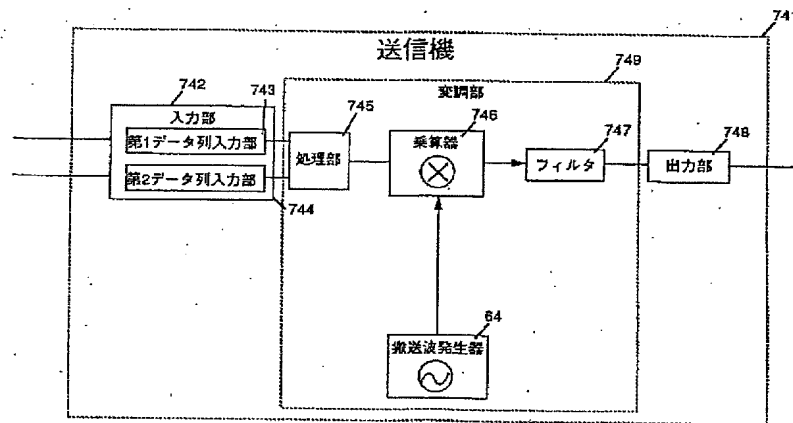 741
送信機
749
742
743
変調部
入力部
745
746
747
748
第1データ列入力部
乗算器
処理部
フィルタ
出力部
第2データ列入力部
744
64
搬送波発生器